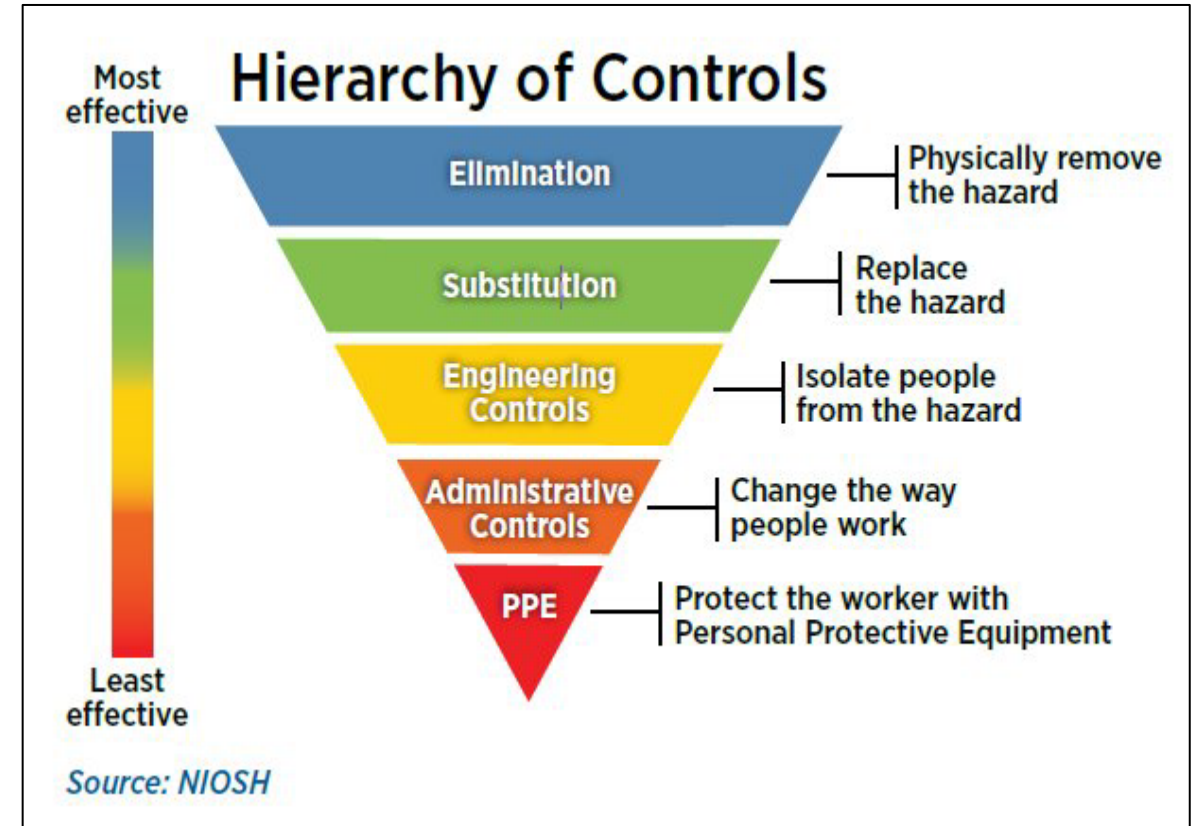 Hierarchy of Controls
Most
effective
Elimination
Physically remove
the hazard
Substitution
Replace
the hazard
Engineering
Controls
Isolate people
from the hazard
Administrative
Controls
Change the way
people work
PPE
Protect the worker with
Personal Protective Equipment
Least
effective
Source: NIOSH